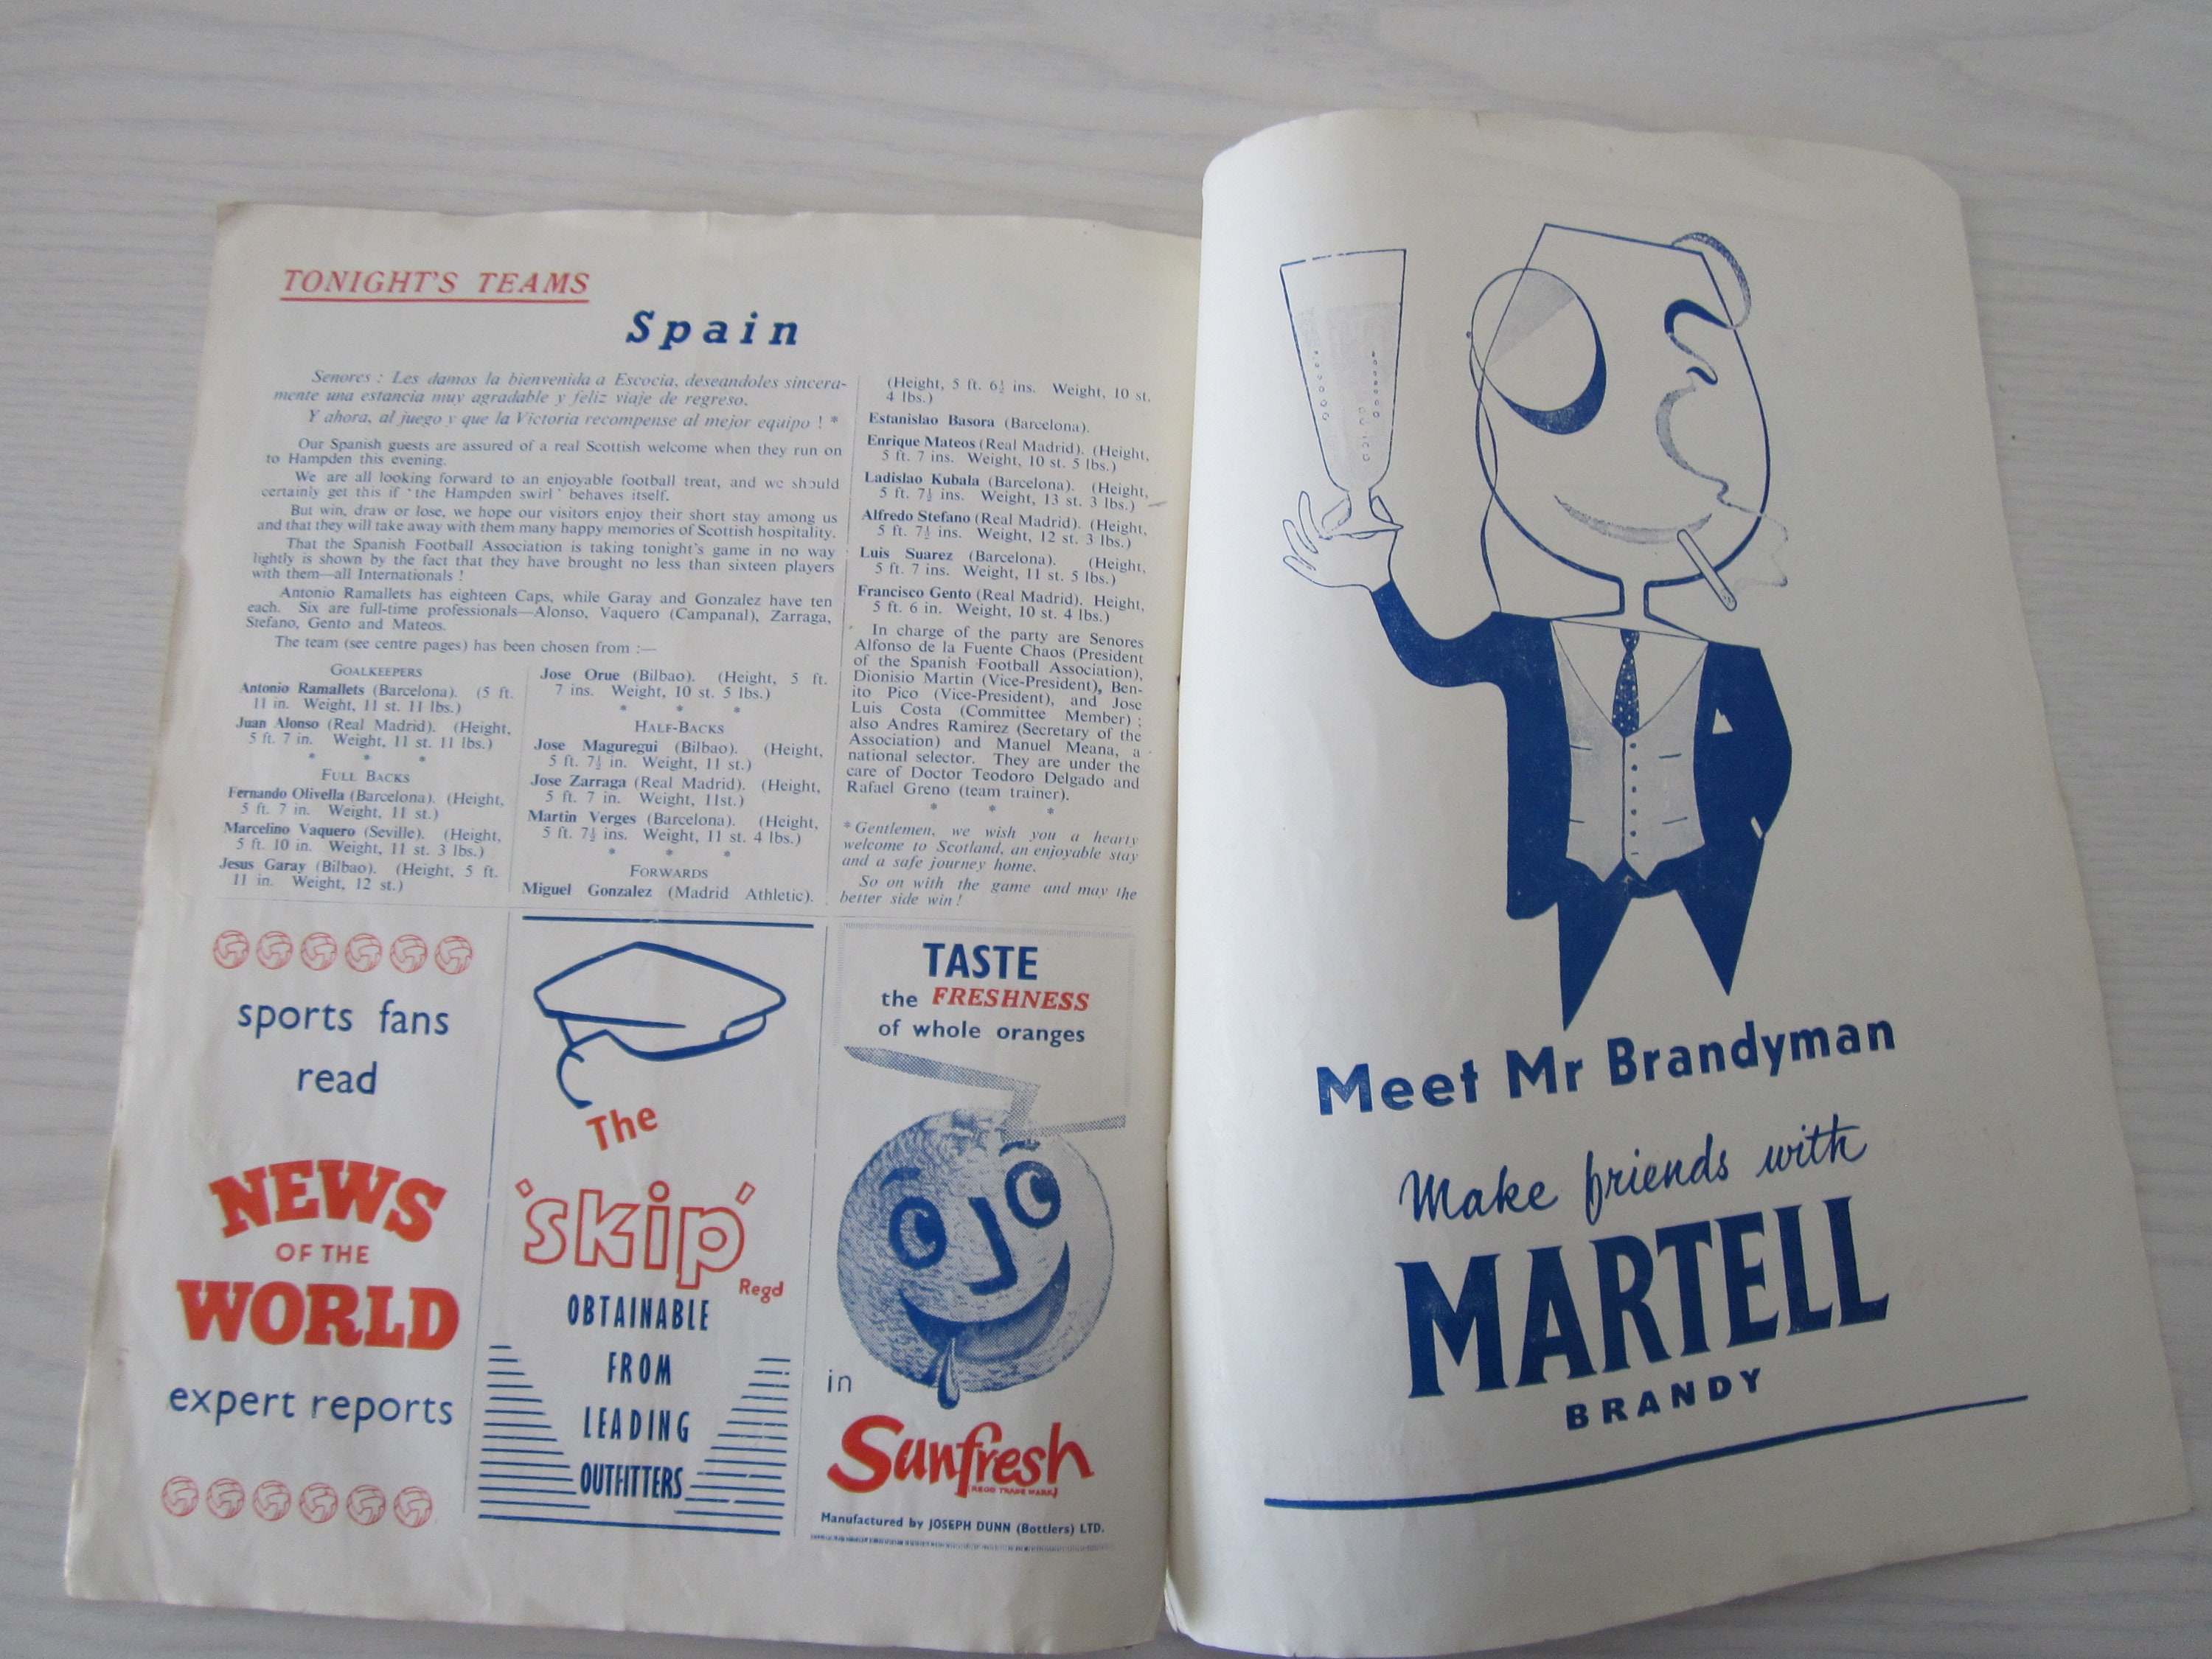 TONIGHT'S TEAMS
Spain
Senores : Les damos la bienvenida a Escocia, deseandoles sincera-
mente una estancia muy agradable y feliz viaje de regreso.
Y ahora, al juego y que la Victoria recompense al mejor equipo ! *
Our Spanish guests are assured of a real Scottish welcome when they run on
to Hampden this evening.
We are all looking forward to an enjoyable football treat, and we should
certainly get this if 'the Hampden swirl' behaves itself.
But win, draw or lose, we hope our visitors enjoy their short stay among us
and that they will take away with them many happy memories of Scottish hospitality.
That the Spanish Football Association is taking tonight's game in no way
lightly is shown by the fact that they have brought no less than sixteen players
with them—all Internationals !
Antonio Ramallets has eighteen Caps, while Garay and Gonzalez have ten
each. Six are full-time professionals—Alonso, Vaquero (Campanal), Zarraga,
Stefano, Gento and Mateos.
The team (see centre pages) has been chosen from :—
GOALKEEPERS
Antonio Ramallets (Barcelona). (5 ft.
11 in. Weight, 11 st. 11 lbs.)
Juan Alonso (Real Madrid). (Height,
5 ft. 7 in. Weight, 11 st. 11 lbs.)
* * *
FULL BACKS
Fernando Olivella (Barcelona). (Height,
5 ft. 7 in. Weight, 11 st.)
Marcelino Vaquero (Seville). (Height,
5 ft. 10 in. Weight, 11 st. 3 lbs.)
Jesus Garay (Bilbao). (Height, 5 ft.
11 in. Weight, 12 st.)
Jose Orue (Bilbao). (Height, 5 ft.
7 ins. Weight, 10 st. 5 lbs.)
* * *
HALF-BACKS
Jose Maguregui (Bilbao). (Height,
5 ft. 7½ in. Weight, 11 st.)
Jose Zarraga (Real Madrid). (Height,
5 ft. 7 in. Weight, 11st.)
Martin Verges (Barcelona). (Height,
5 ft. 7½ ins. Weight, 11 st. 4 lbs.)
* * *
FORWARDS
Miguel Gonzalez (Madrid Athletic).
(Height, 5 ft. 6½ ins. Weight, 10 st.
4 lbs.)
Estanislao Basora (Barcelona).
Enrique Mateos (Real Madrid). (Height,
5 ft. 7 ins. Weight, 10 st. 5 lbs.)
Ladislao Kubala (Barcelona). (Height,
5 ft. 7½ ins. Weight, 13 st. 3 lbs.)
Alfredo Stefano (Real Madrid). (Height,
5 ft. 7½ ins. Weight, 12 st. 3 lbs.)
Luis Suarez (Barcelona). (Height,
5 ft. 7 ins. Weight, 11 st. 5 lbs.)
Francisco Gento (Real Madrid). Height,
5 ft. 6 in. Weight, 10 st. 4 lbs.)
In charge of the party are Senores
Alfonso de la Fuente Chaos (President
of the Spanish Football Association),
Dionisio Martin (Vice-President), Ben-
ito Pico (Vice-President), and Jose
Luis Costa (Committee Member) ;
also Andres Ramirez (Secretary of the
Association) and Manuel Meana, a
national selector. They are under the
care of Doctor Teodoro Delgado and
Rafael Greno (team trainer).
* * *
* Gentlemen, we wish you a hearty
welcome to Scotland, an enjoyable stay
and a safe journey home.
So on with the game and may the
better side win !
sports fans
read
NEWS
OF THE
WORLD
expert reports
The
'skip'
Regd
OBTAINABLE
FROM
LEADING
OUTFITTERS
TASTE
the FRESHNESS
of whole oranges
in
Sunfresh
(REGD TRADE MARK)
Manufactured by JOSEPH DUNN (Bottlers) LTD.
Meet Mr Brandyman
Make friends with
MARTELL
BRANDY